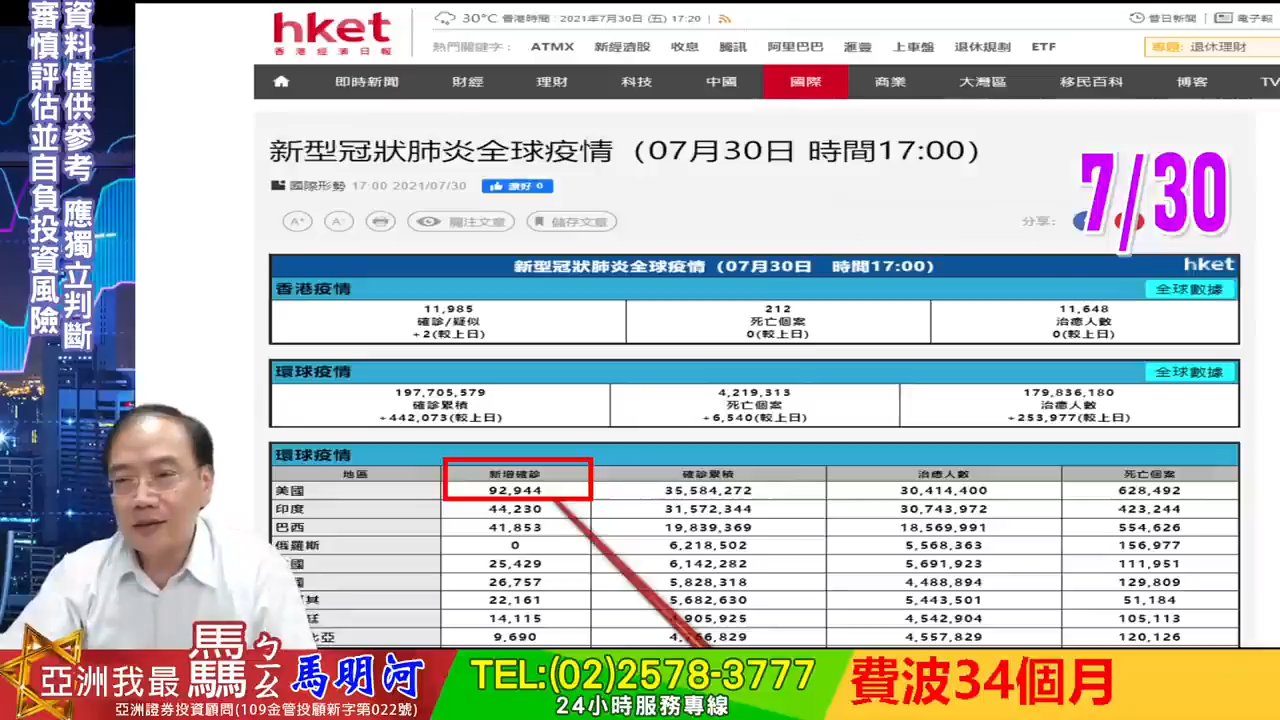 資料僅供參考 應獨立判斷
審慎評估並自負投資風險
hket
香港經濟日報
30°C 香港時間：2021年7月30日 (五) 17:20
昔日新聞
電子報
熱門關鍵字：
ATMX
新經濟股
收息
騰訊
阿里巴巴
滙豐
上車盤
退休規劃
ETF
專題: 退休理財
即時新聞
財經
理財
科技
中國
國際
商業
大灣區
移民百科
博客
TV
新型冠狀肺炎全球疫情 (07月30日 時間17:00)
7/30
國際形勢 17:00 2021/07/30
讚好 0
A+
A-
關注文章
儲存文章
分享：
新型冠狀肺炎全球疫情 (07月30日 時間17:00)
hket
香港疫情
全球數據
11,985
212
11,648
確診/疑似
死亡個案
治癒人數
+2(較上日)
0(較上日)
0(較上日)
環球疫情
全球數據
197,705,579
4,219,313
179,836,180
確診累積
死亡個案
治癒人數
+442,073(較上日)
+6,540(較上日)
+253,977(較上日)
環球疫情
地區 新增確診 確診累積 治癒人數 死亡個案
美國 92,944 35,584,272 30,414,400 628,492
印度 44,230 31,572,344 30,743,972 423,244
巴西 41,853 19,839,369 18,569,991 554,626
俄羅斯 0 6,218,502 5,568,363 156,977
國 25,429 6,142,282 5,691,923 111,951
國 26,757 5,828,318 4,488,894 129,809
其 22,161 5,682,630 5,443,501 51,184
廷 14,115 4,905,925 4,542,904 105,113
比亞 9,690 829 4,557,829 120,126
亞洲我最馬驫ㄅㄧㄠ馬明河
亞洲證券投資顧問(109金管投顧新字第022號)
TEL:(02)2578-3777
24小時服務專線
費波34個月